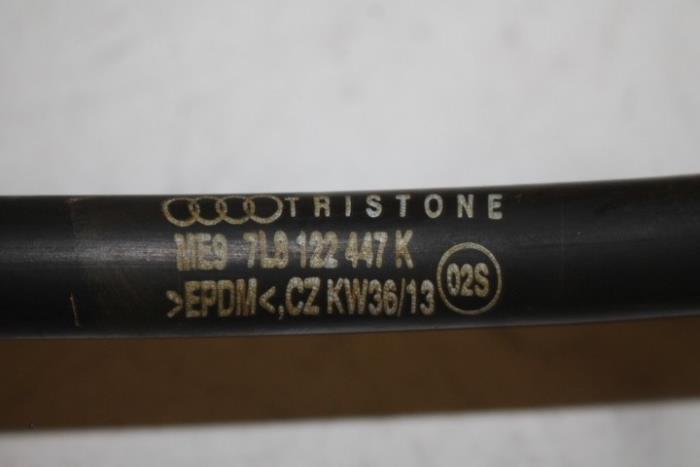 TRISTONE
ME9 7L8 122 447 K
>EPDM<,CZ KW36/13
02S